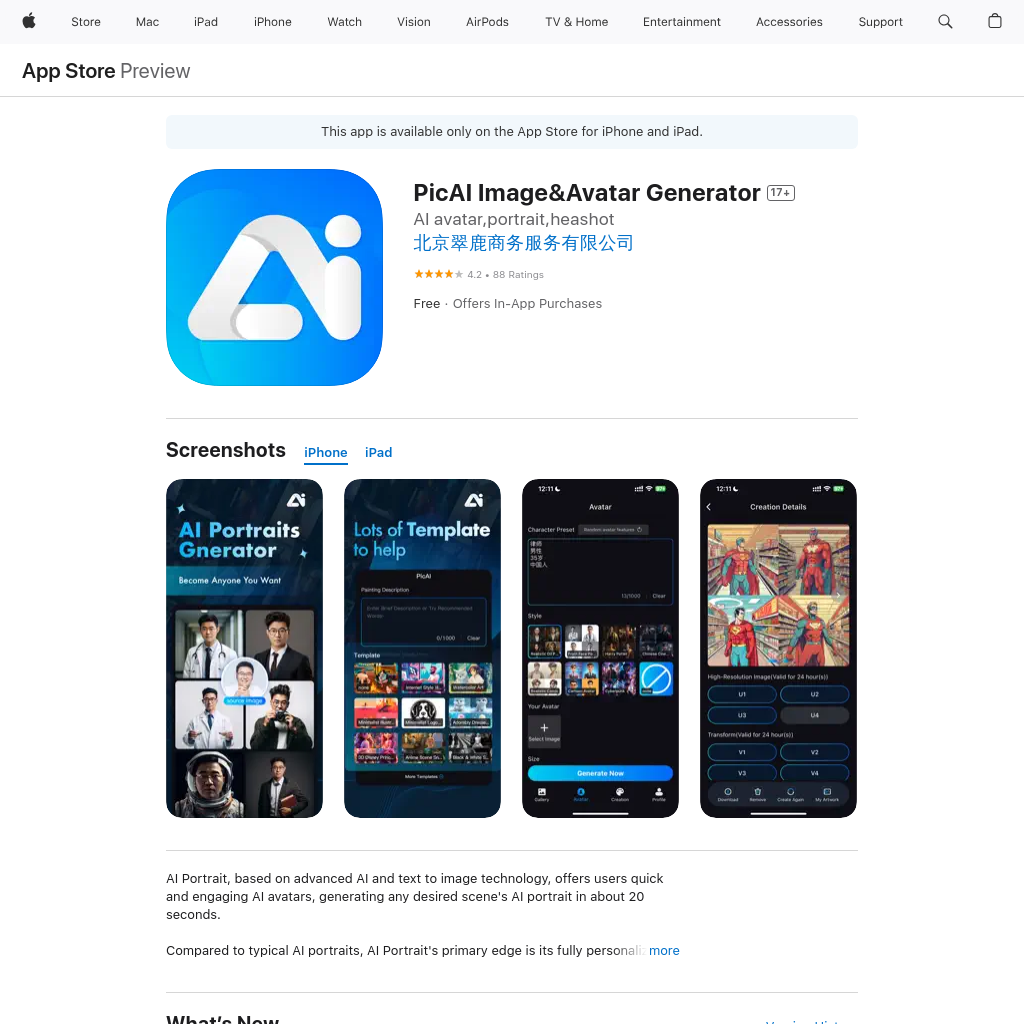 Store Mac iPad iPhone Watch Vision AirPods TV & Home Entertainment Accessories Support
App Store Preview
This app is available only on the App Store for iPhone and iPad.
PicAI Image&Avatar Generator 17+
AI avatar,portrait,heashot
北京翠鹿商务服务有限公司
4.2 • 88 Ratings
Free · Offers In-App Purchases
Screenshots iPhone iPad
AI Portraits
Gnerator
Become Anyone You Want
source image
Lots of Template
to help
PicAI
Painting Description
Enter Brief Description or Try Recommended
0/1000 Clear
Template
More Templates
12:11
Avatar
Character Preset Random avatar features
律师
男性
35岁
中国人
13/1000 Clear
Style
Your Avatar
Select Image
Size
Generate Now
Gallery Avatar Creation Profile
12:11
Creation Details
High-Resolution Image(Valid for 24 hour(s))
U1 U2
U3 U4
Transform(Valid for 24 hour(s))
V1 V2
V3 V4
Download Remove Create Again My Artwork
AI Portrait, based on advanced AI and text to image technology, offers users quick
and engaging AI avatars, generating any desired scene's AI portrait in about 20
seconds.
Compared to typical AI portraits, AI Portrait's primary edge is its fully personali more
What's New